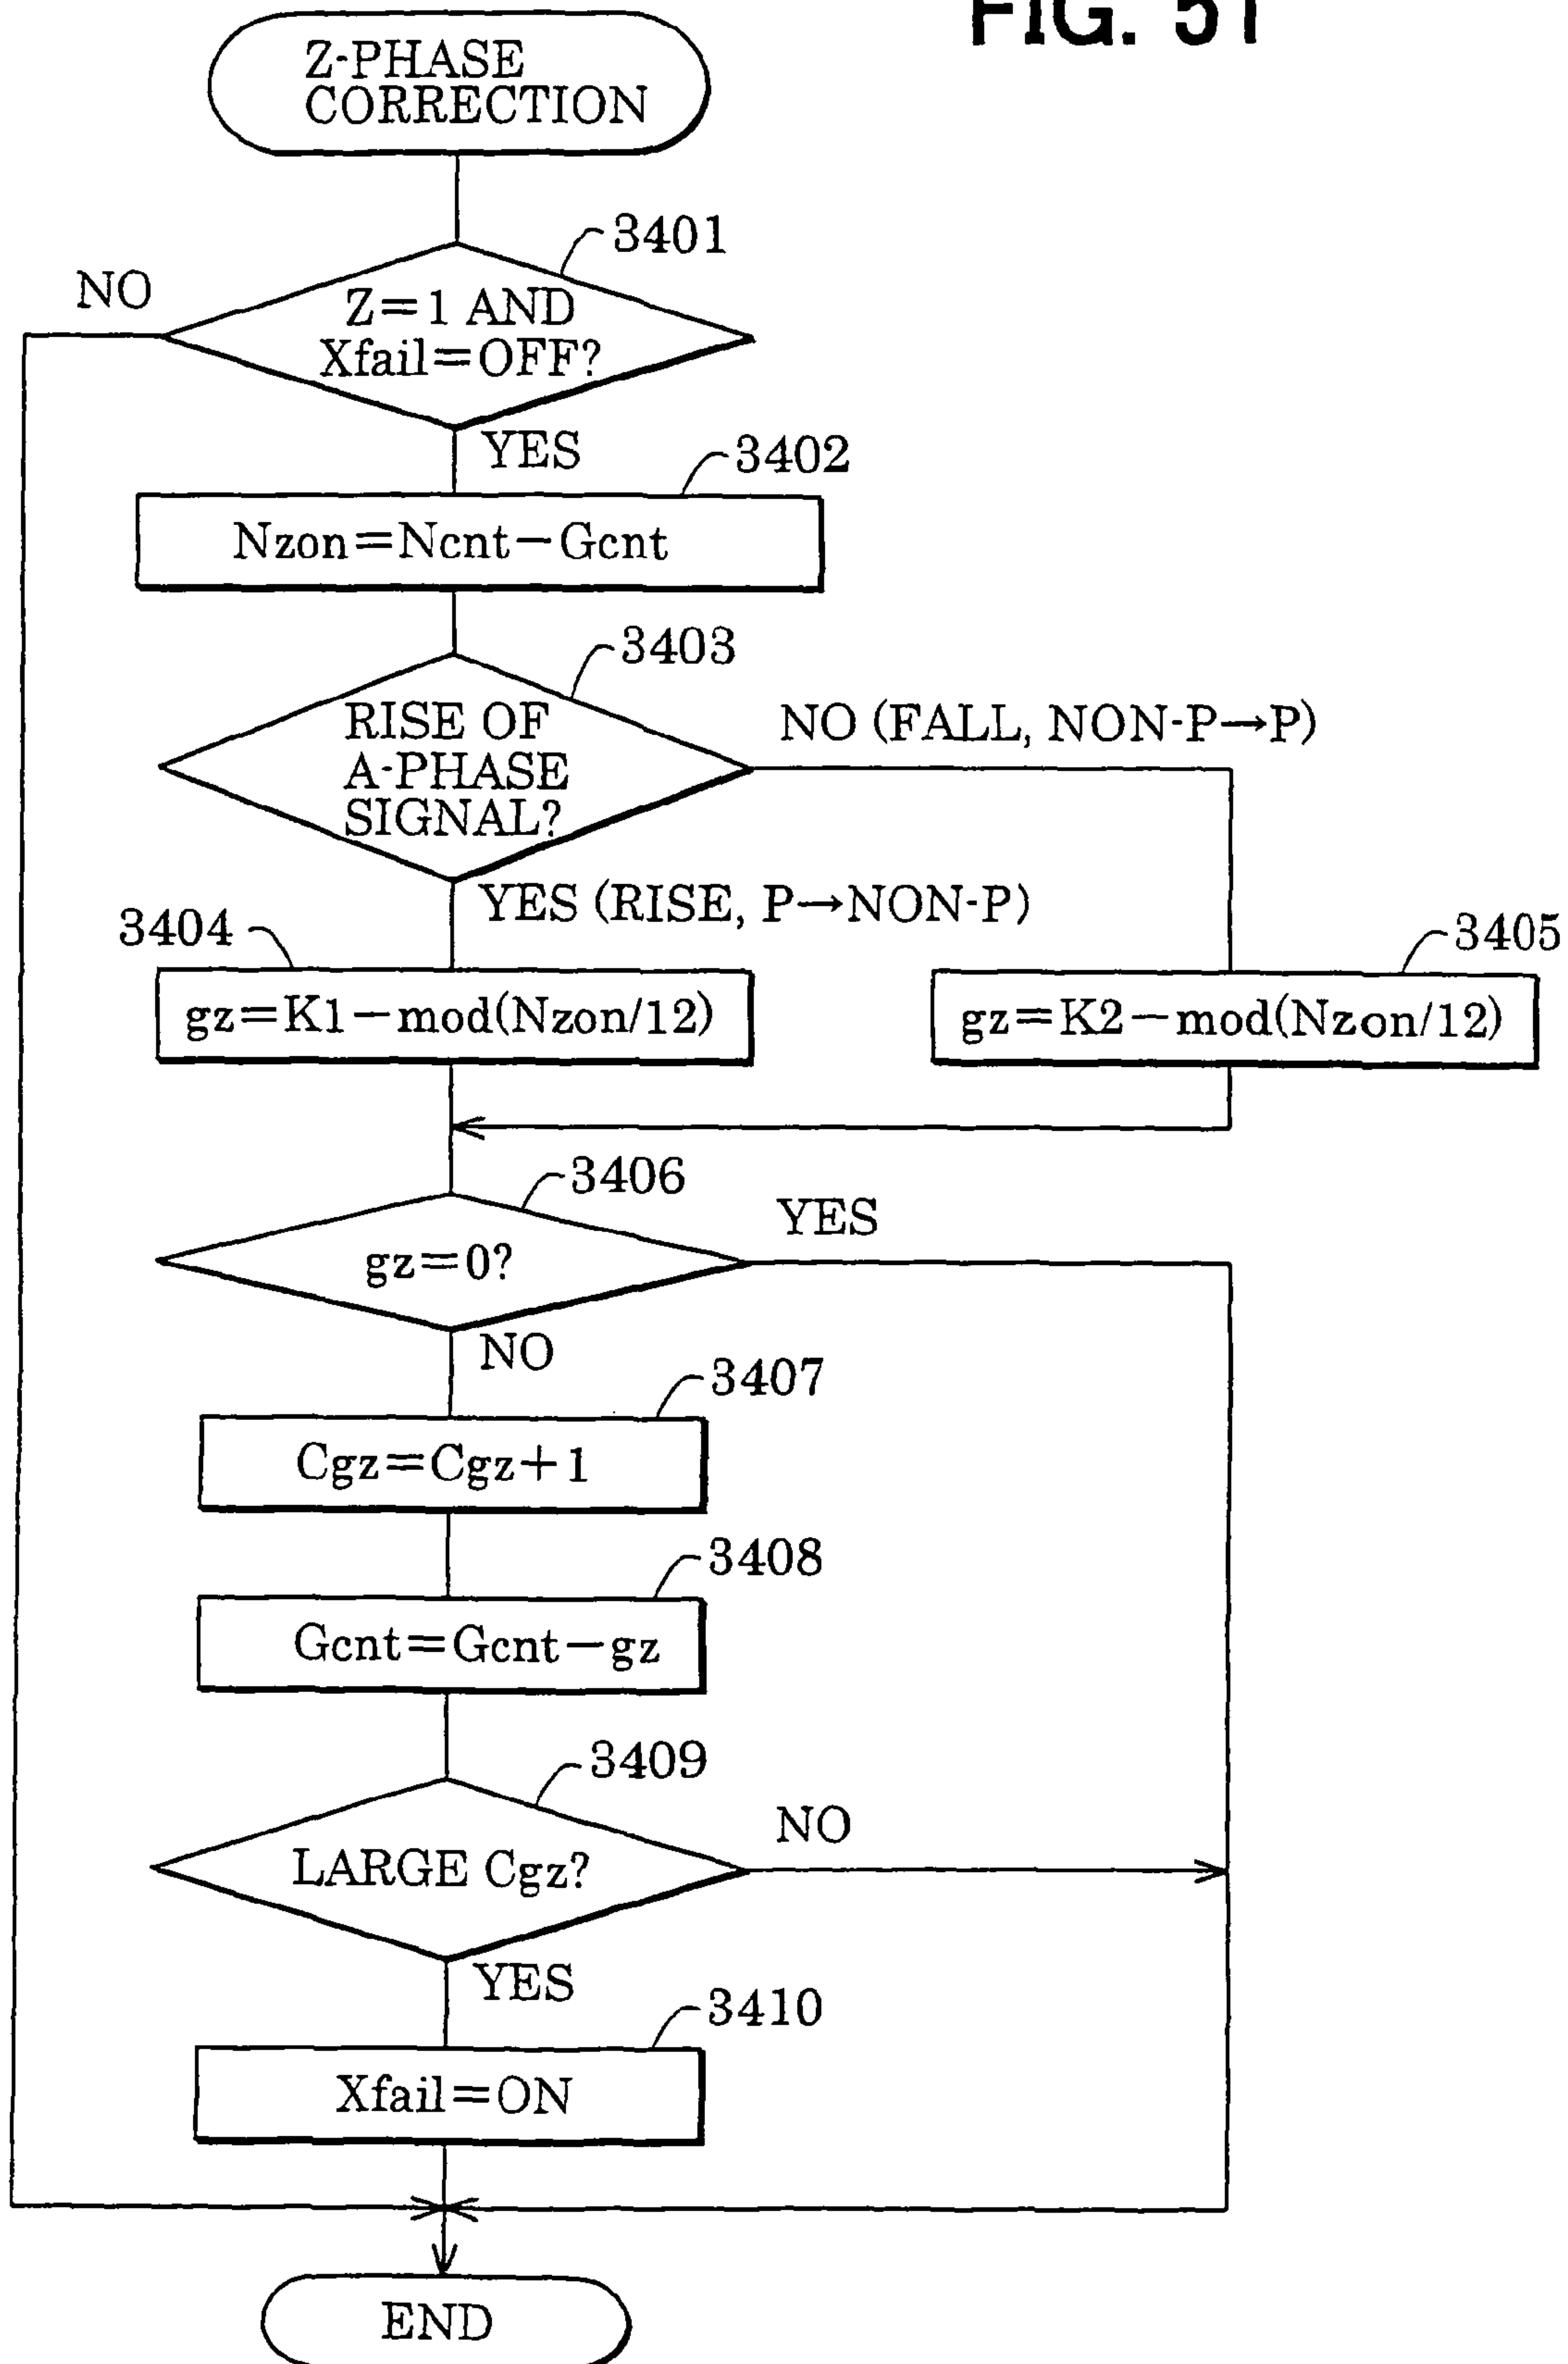 FIG. 51
Z-PHASE
CORRECTION
3401
NO
Z=1 AND
Xfail=OFF?
YES
3402
Nzon=Ncnt-Gcnt
3403
RISE OF
A-PHASE
SIGNAL?
NO (FALL, NON-P→P)
YES (RISE, P→NON-P)
3404
gz=K1-mod(Nzon/12)
3405
gz=K2-mod(Nzon/12)
3406
gz=0?
YES
NO
3407
Cgz=Cgz+1
3408
Gcnt=Gcnt-gz
3409
LARGE Cgz?
NO
YES
3410
Xfail=ON
END